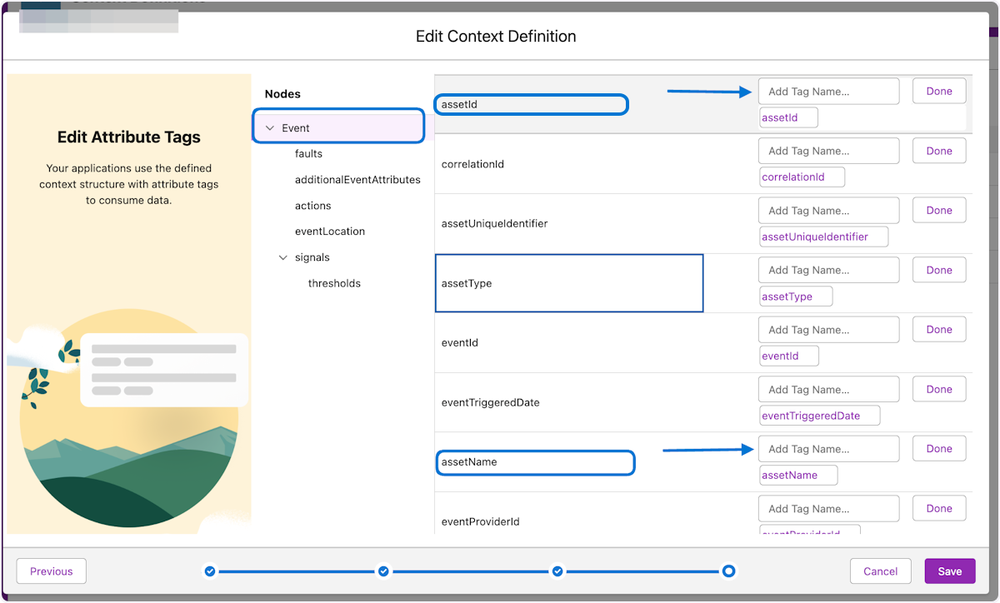 Edit Context Definition
Edit Attribute Tags
Your applications use the defined
context structure with attribute tags
to consume data.
Nodes
Event
faults
additionalEventAttributes
actions
eventLocation
signals
thresholds
assetId
Add Tag Name...
Done
assetId
correlationId
Add Tag Name...
Done
correlationId
assetUniqueIdentifier
Add Tag Name...
Done
assetUniqueIdentifier
assetType
Add Tag Name...
Done
assetType
eventId
Add Tag Name...
Done
eventId
eventTriggeredDate
Add Tag Name...
Done
eventTriggeredDate
assetName
Add Tag Name...
Done
assetName
eventProviderId
Add Tag Name...
Done
eventProviderId
Previous
Cancel
Save